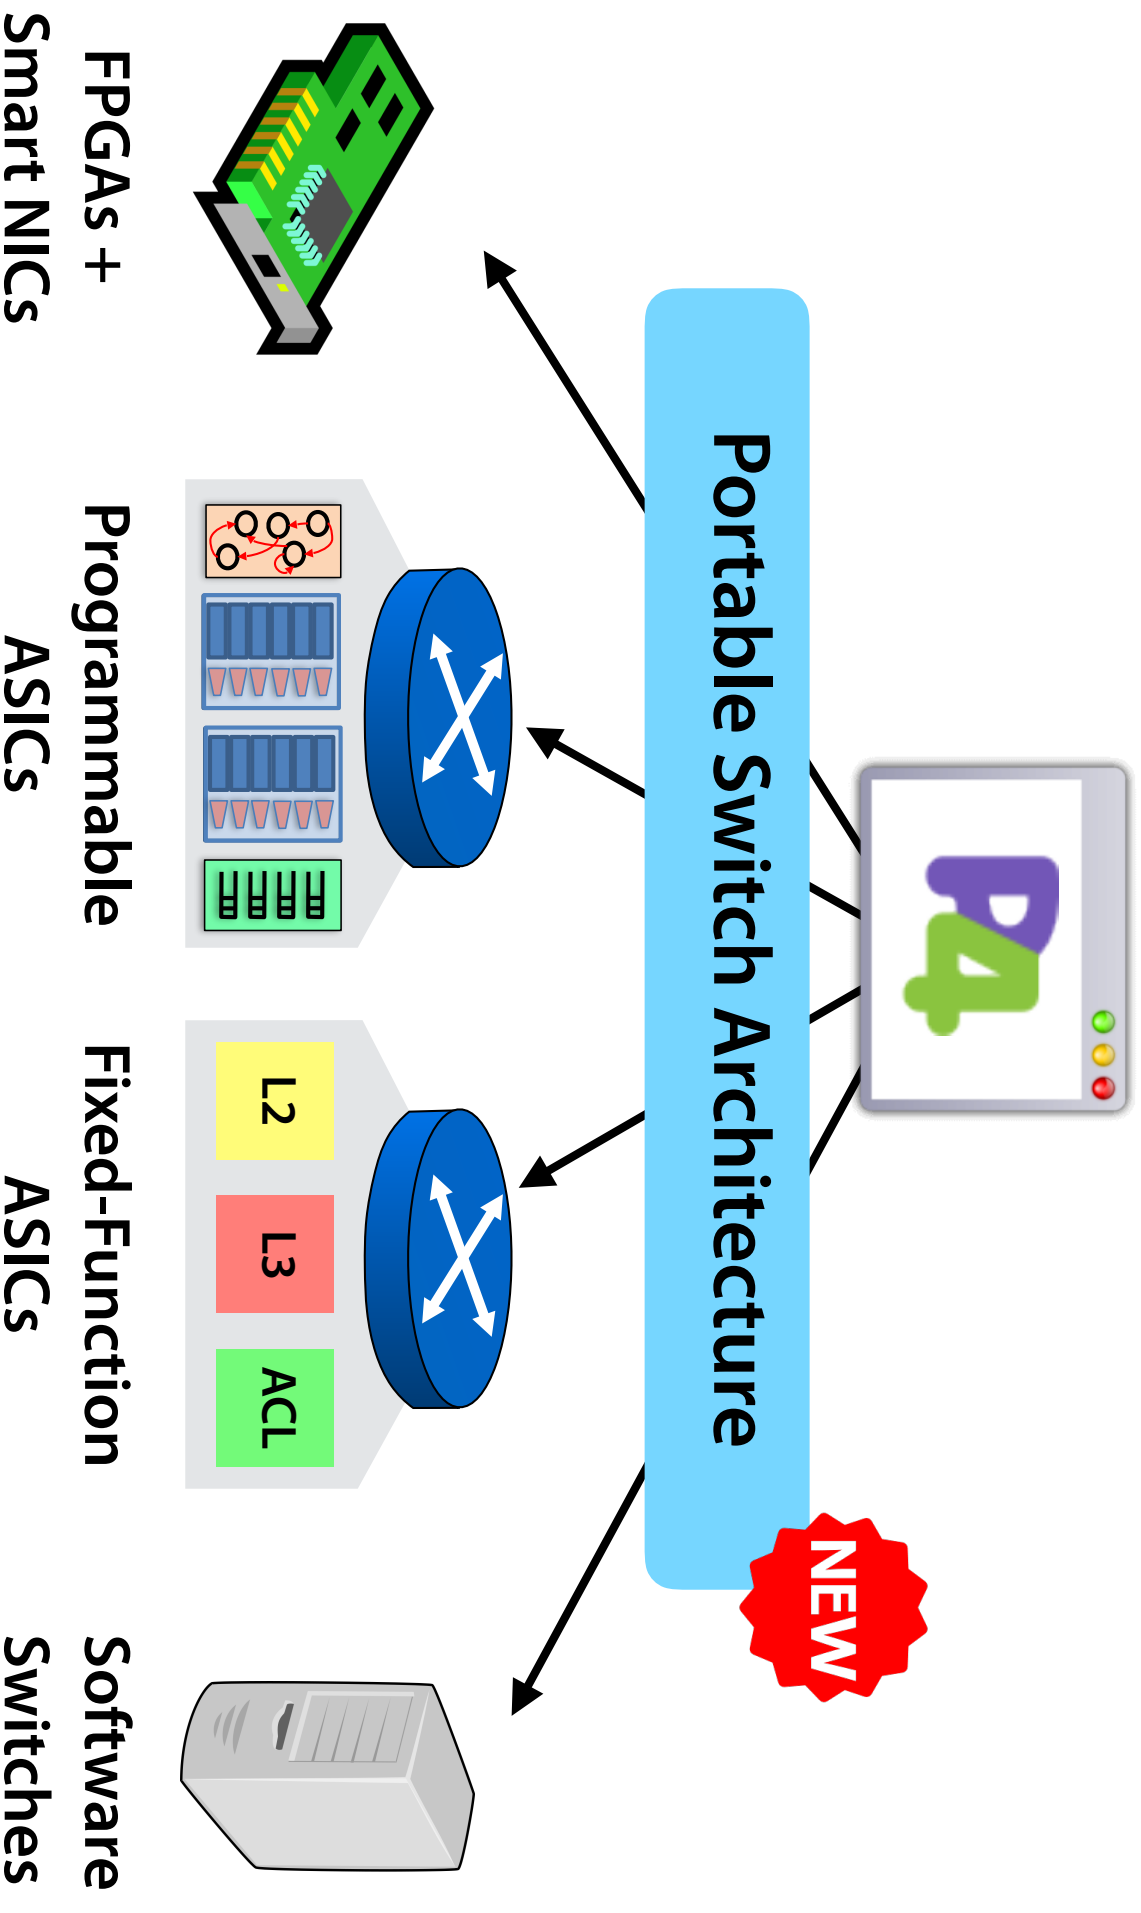 P4
NEW
Portable Switch Architecture
L2
L3
ACL
FPGAs +
Smart NICs
Programmable
ASICs
Fixed-Function
ASICs
Software
Switches